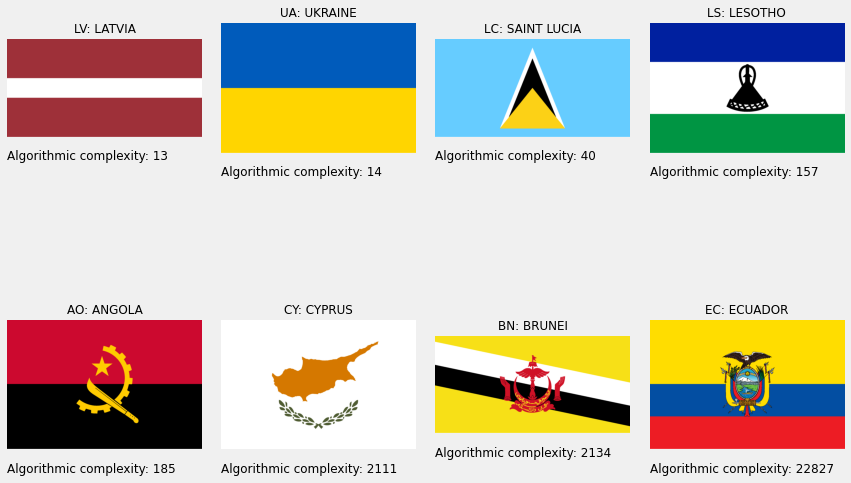 LV: LATVIA
Algorithmic complexity: 13
UA: UKRAINE
Algorithmic complexity: 14
LC: SAINT LUCIA
Algorithmic complexity: 40
LS: LESOTHO
Algorithmic complexity: 157
AO: ANGOLA
Algorithmic complexity: 185
CY: CYPRUS
Algorithmic complexity: 2111
BN: BRUNEI
Algorithmic complexity: 2134
EC: ECUADOR
Algorithmic complexity: 22827